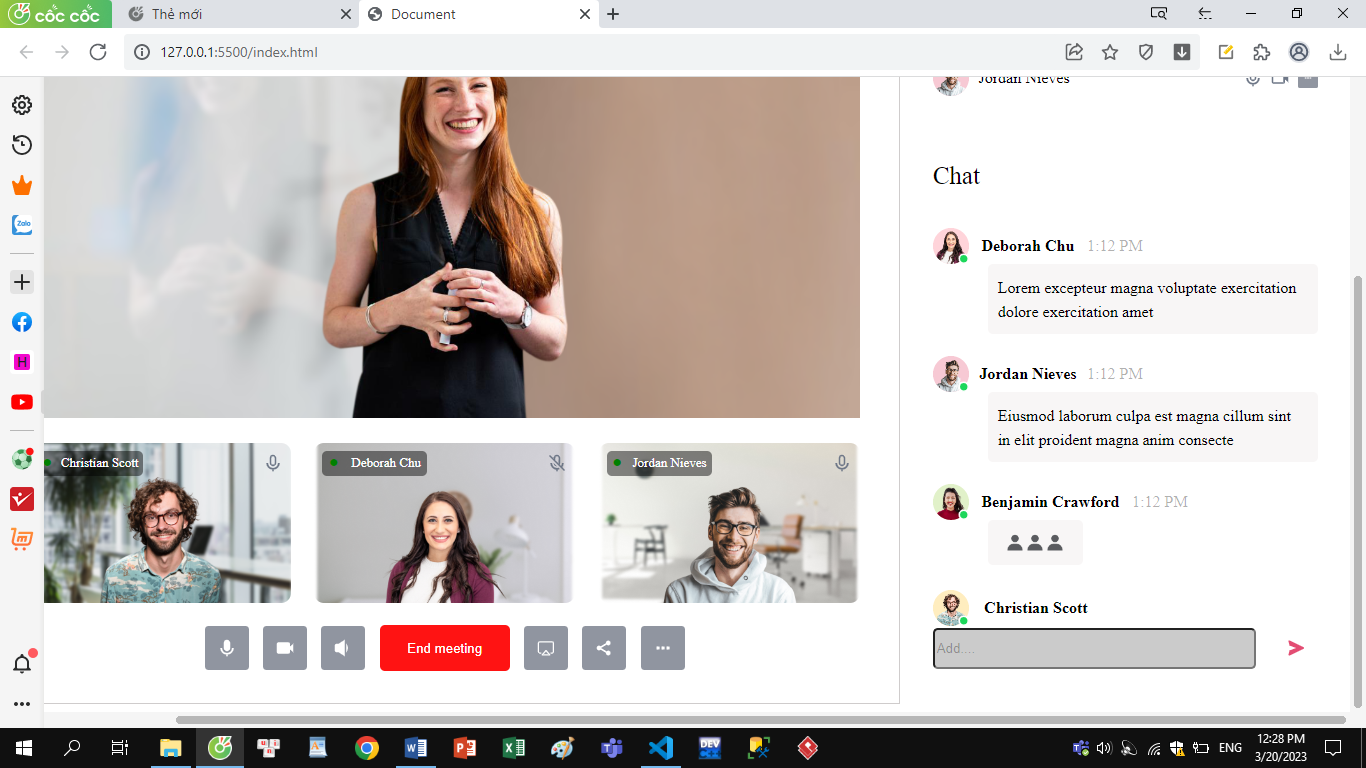 cốc cốc
Thẻ mới
Document
127.0.0.1:5500/index.html
Zalo
H
Jordan Nieves
Chat
Deborah Chu 1:12 PM
Lorem excepteur magna voluptate exercitation
dolore exercitation amet
Jordan Nieves 1:12 PM
Eiusmod laborum culpa est magna cillum sint
in elit proident magna anim consecte
Benjamin Crawford 1:12 PM
Christian Scott
Add....
Christian Scott
Deborah Chu
Jordan Nieves
End meeting
DEV
ENG
12:28 PM
3/20/2023